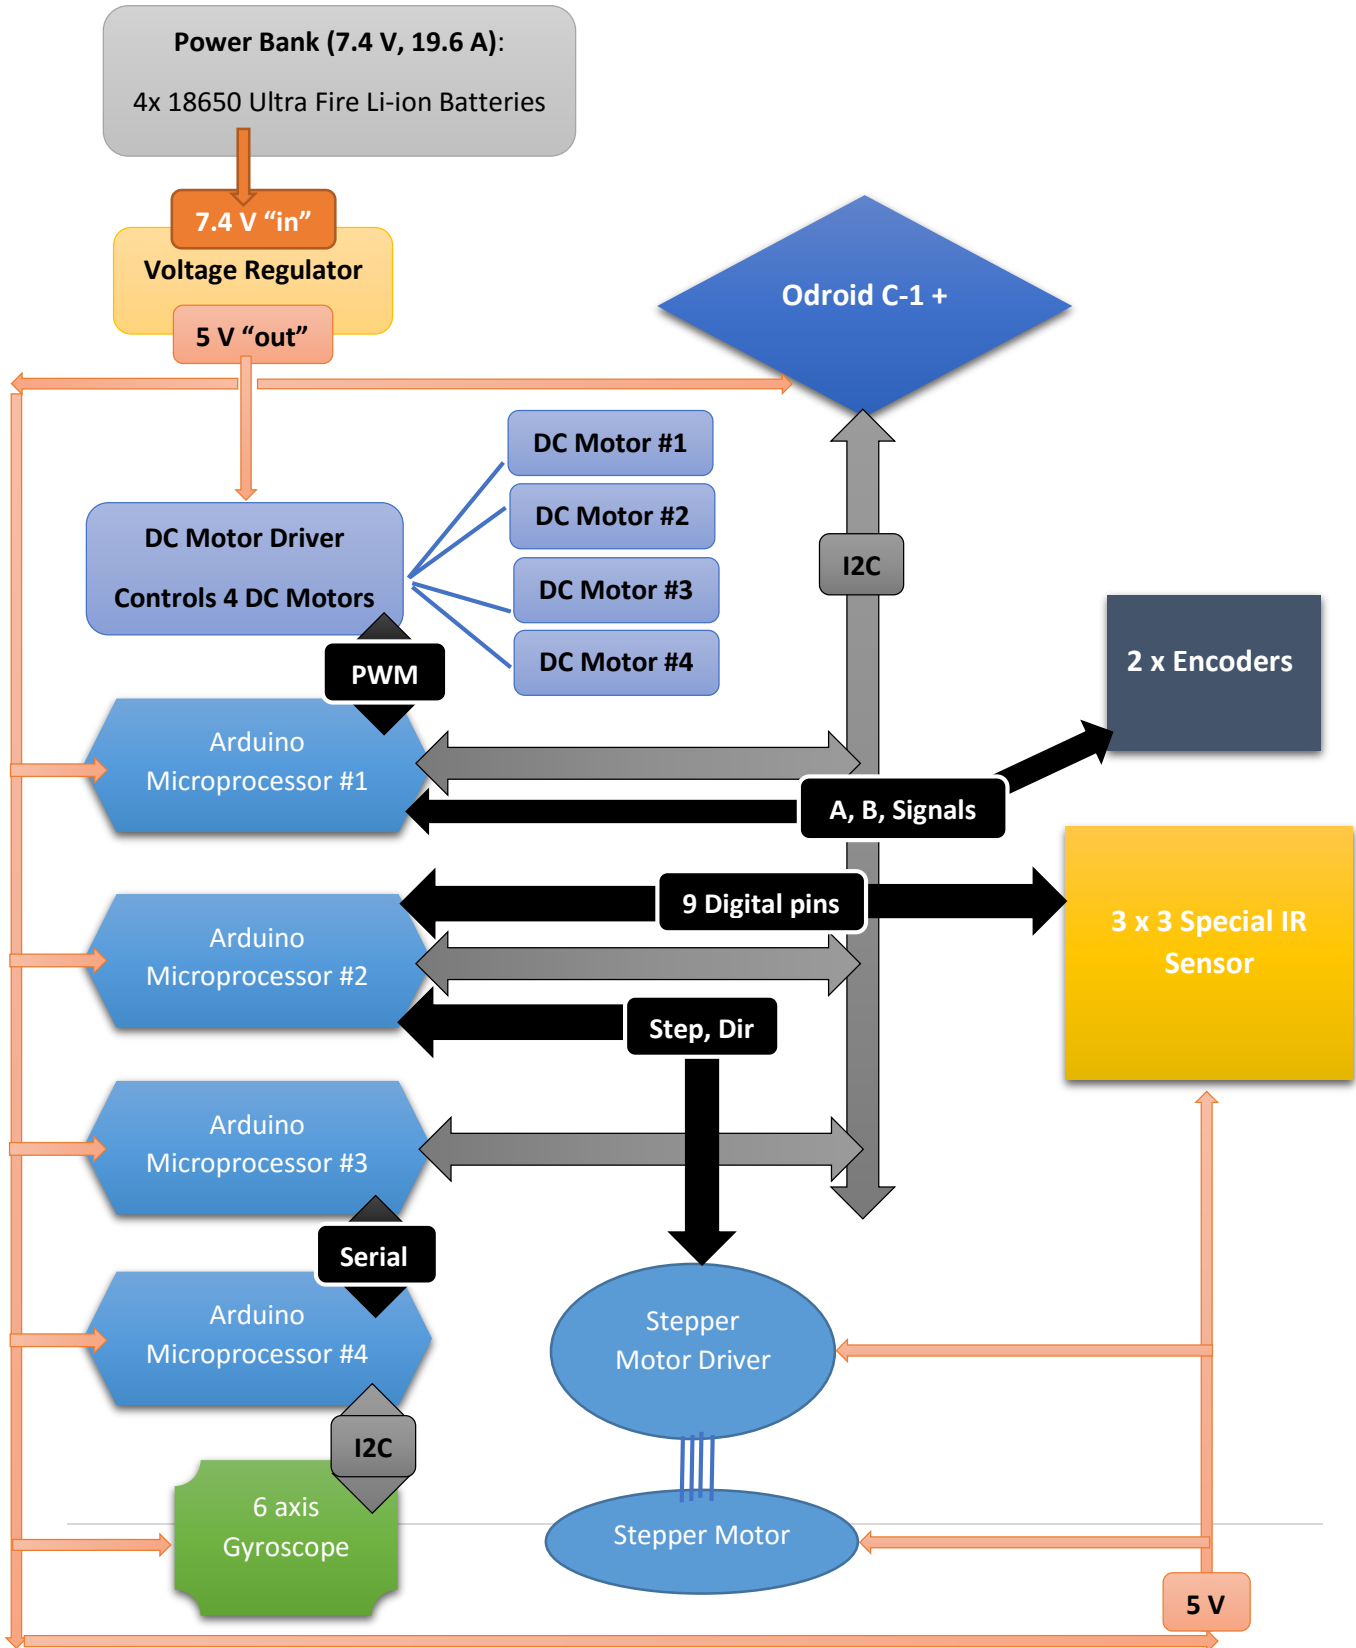 Power Bank (7.4 V, 19.6 A):
4x 18650 Ultra Fire Li-ion Batteries
7.4 V “in”
Voltage Regulator
5 V “out”
Odroid C-1 +
DC Motor #1
DC Motor #2
DC Motor #3
DC Motor #4
DC Motor Driver
Controls 4 DC Motors
I2C
PWM
2 x Encoders
Arduino
Microprocessor #1
A, B, Signals
9 Digital pins
3 x 3 Special IR
Sensor
Arduino
Microprocessor #2
Step, Dir
Arduino
Microprocessor #3
Serial
Arduino
Microprocessor #4
Stepper
Motor Driver
I2C
6 axis
Gyroscope
Stepper Motor
5 V